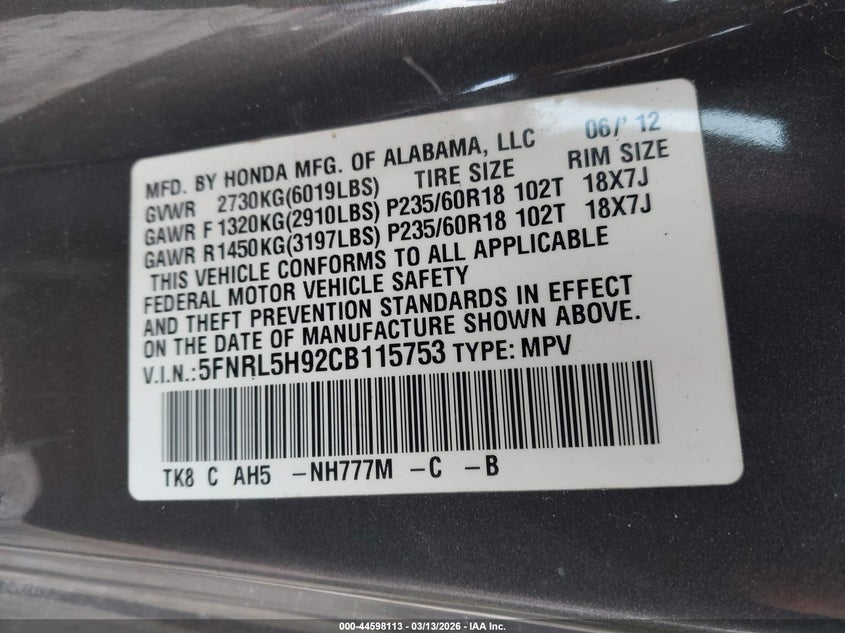 MFD. BY HONDA MFG. OF ALABAMA, LLC 06/'12
GVWR 2730KG(6019LBS) TIRE SIZE RIM SIZE
GAWR F 1320KG(2910LBS) P235/60R18 102T 18X7J
GAWR R 1450KG(3197LBS) P235/60R18 102T 18X7J
THIS VEHICLE CONFORMS TO ALL APPLICABLE
FEDERAL MOTOR VEHICLE SAFETY
AND THEFT PREVENTION STANDARDS IN EFFECT
ON THE DATE OF MANUFACTURE SHOWN ABOVE.
V.I.N.:5FNRL5H92CB115753 TYPE: MPV
TK8 C AH5 -NH777M -C -B
000-44598113 - 03/13/2026 - IAA Inc.